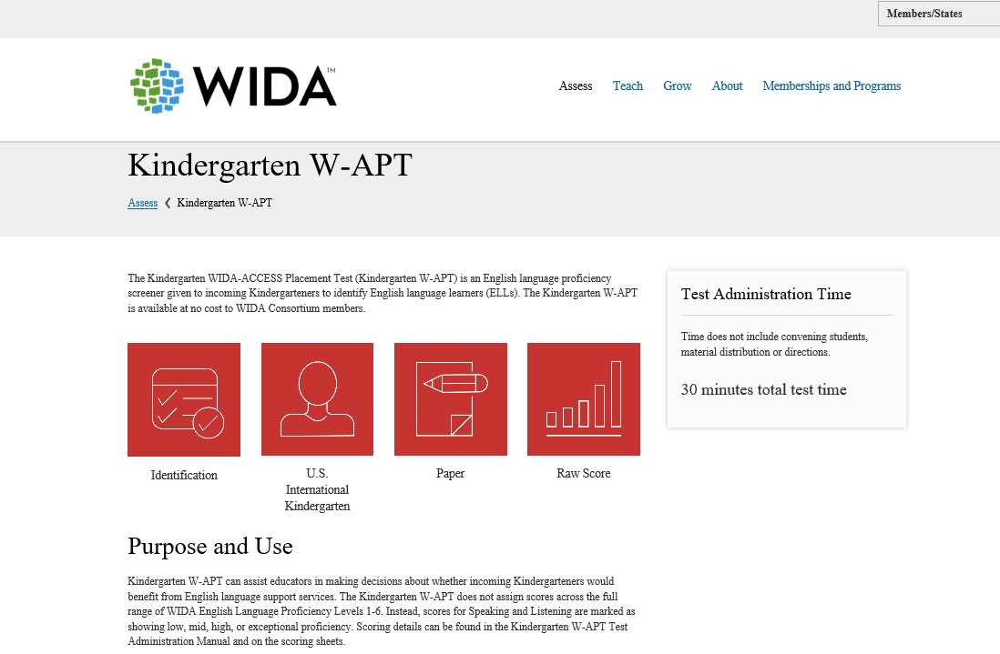 Members/States
WIDA™
Assess Teach Grow About Memberships and Programs
Kindergarten W-APT
Assess ❮ Kindergarten W-APT
The Kindergarten WIDA-ACCESS Placement Test (Kindergarten W-APT) is an English language proficiency
screener given to incoming Kindergarteners to identify English language learners (ELLs). The Kindergarten W-APT
is available at no cost to WIDA Consortium members.
Test Administration Time
Time does not include convening students,
material distribution or directions.
30 minutes total test time
Identification
U.S.
International
Kindergarten
Paper
Raw Score
Purpose and Use
Kindergarten W-APT can assist educators in making decisions about whether incoming Kindergarteners would
benefit from English language support services. The Kindergarten W-APT does not assign scores across the full
range of WIDA English Language Proficiency Levels 1-6. Instead, scores for Speaking and Listening are marked as
showing low, mid, high, or exceptional proficiency. Scoring details can be found in the Kindergarten W-APT Test
Administration Manual and on the scoring sheets.